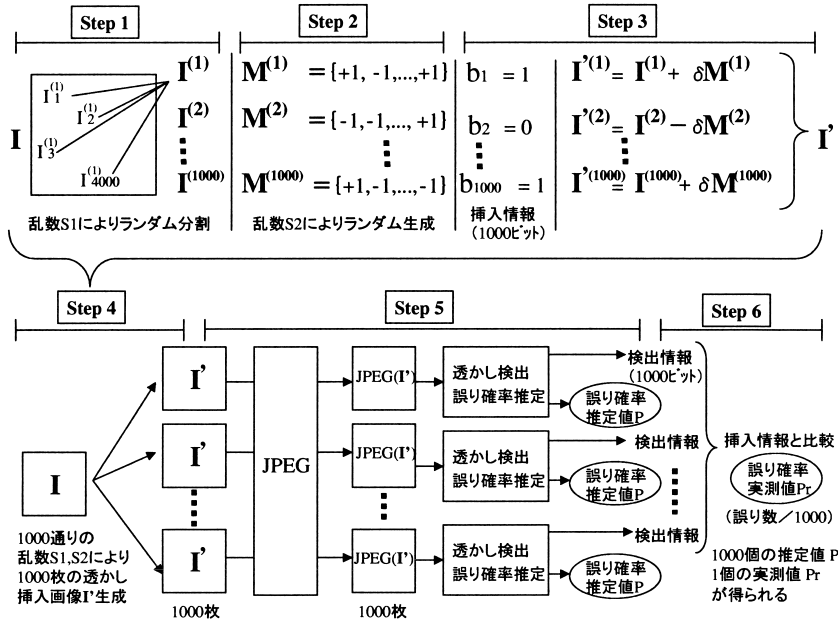 Step 1
Step 2
Step 3
I
I₁⁽¹⁾
I₂⁽¹⁾
I₃⁽¹⁾
I₄₀₀₀⁽¹⁾
I⁽¹⁾
I⁽²⁾
I⁽¹⁰⁰⁰⁾
乱数S1によりランダム分割
M⁽¹⁾ = {+1, -1,..., +1}
M⁽²⁾ = {-1, -1,..., +1}
M⁽¹⁰⁰⁰⁾ = {+1, -1,..., -1}
乱数S2によりランダム生成
b₁ = 1
b₂ = 0
b₁₀₀₀ = 1
挿入情報
(1000ビット)
I'⁽¹⁾ = I⁽¹⁾ + δM⁽¹⁾
I'⁽²⁾ = I⁽²⁾ − δM⁽²⁾
I'⁽¹⁰⁰⁰⁾ = I⁽¹⁰⁰⁰⁾ + δM⁽¹⁰⁰⁰⁾
I'
Step 4
Step 5
Step 6
I
1000通りの
乱数S1,S2により
1000枚の透かし
挿入画像I'生成
I'
I'
I'
1000枚
JPEG
JPEG(I')
JPEG(I')
JPEG(I')
1000枚
透かし検出
誤り確率推定
検出情報
(1000ビット)
誤り確率
推定値P
透かし検出
誤り確率推定
検出情報
誤り確率
推定値P
透かし検出
誤り確率推定
検出情報
誤り確率
推定値P
挿入情報と比較
誤り確率
実測値Pr
(誤り数/1000)
1000個の推定値 P
1個の実測値 Pr
が得られる